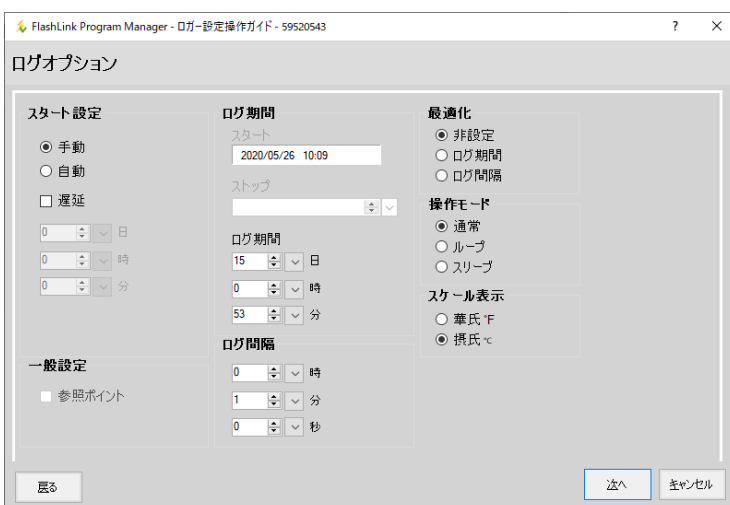 FlashLink Program Manager - ロガー設定操作ガイド - 59520543
ログオプション
スタート設定
手動
自動
遅延
0 日
0 時
0 分
一般設定
参照ポイント
ログ期間
スタート
2020/05/26 10:09
ストップ
ログ期間
15 日
0 時
53 分
ログ間隔
0 時
1 分
0 秒
最適化
非設定
ログ期間
ログ間隔
操作モード
通常
ループ
スリーブ
スケール表示
華氏 °F
摂氏 °C
戻る
次へ
キャンセル